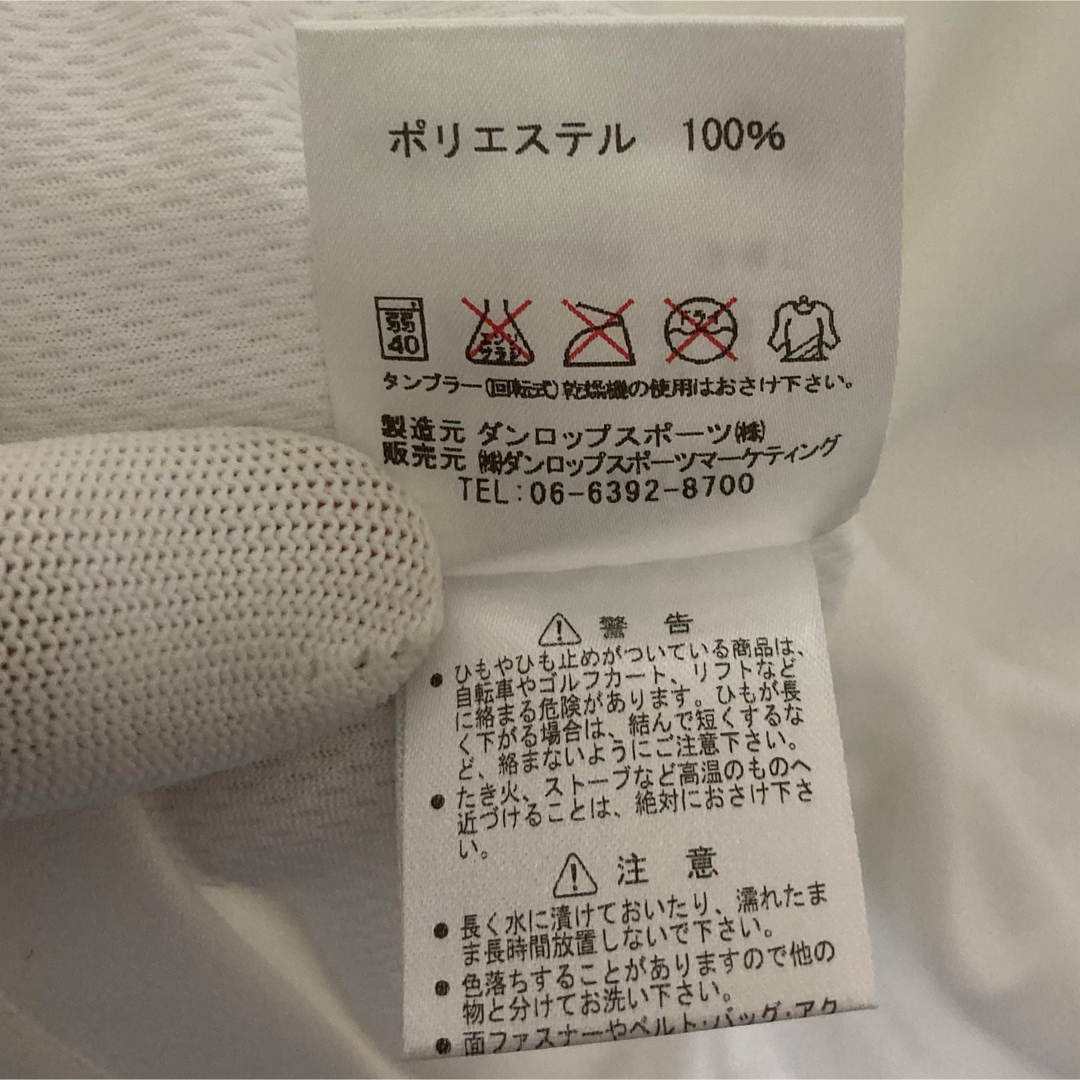 ポリエステル 100%
弱 40 エンソ サラシ ドライ
タンブラー(回転式)乾燥機の使用はおさけ下さい。
製造元 ダンロップスポーツ㈱
販売元 ㈱ダンロップスポーツマーケティング
TEL:06-6392-8700
警 告
● ひもやひも止めがついている商品は、
自転車やゴルフカート、リフトなど
に絡まる危険があります。ひもが長
く下がる場合は、結んで短くするな
ど、絡まないようにご注意下さい。
● たき火、ストーブなど高温のものへ
近づけることは、絶対におさけ下さ
い。
注 意
● 長く水に漬けておいたり、濡れたま
ま長時間放置しないで下さい。
● 色落ちすることがありますので他の
物と分けてお洗い下さい。
● 面ファスナーやベルト・バッグ・アク